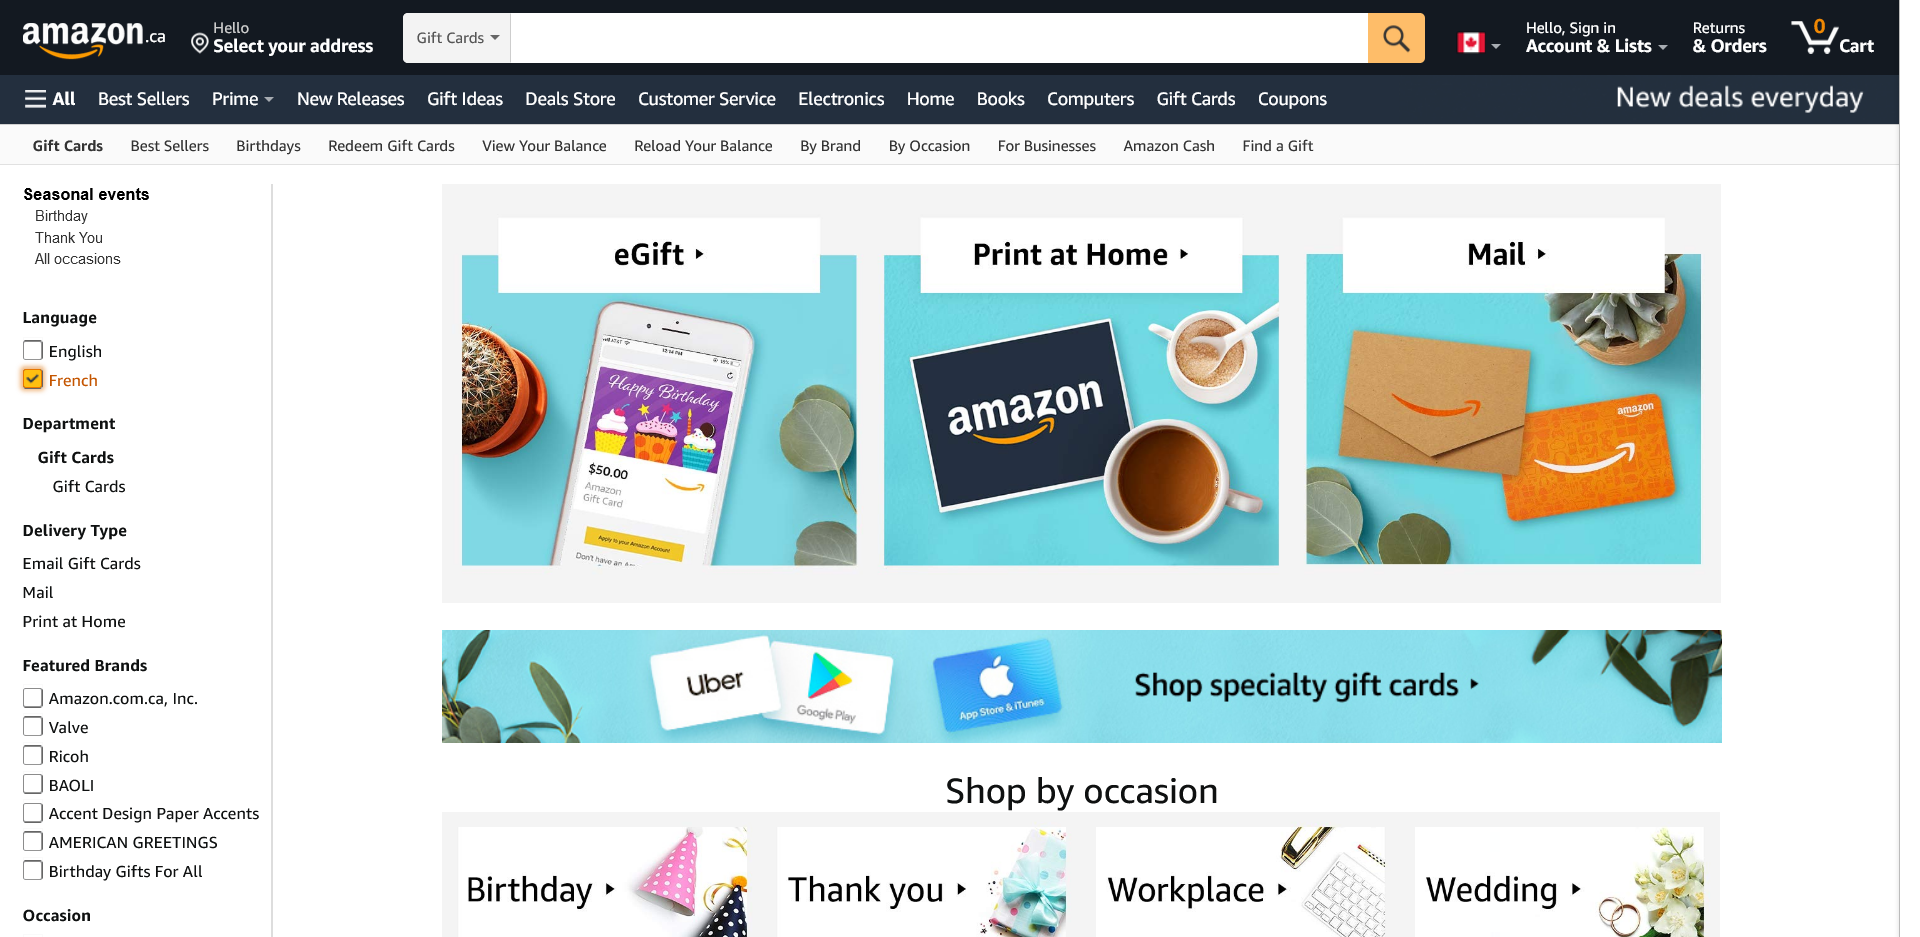 amazon.ca
Hello
Select your address
Gift Cards
Hello, Sign in
Account & Lists
Returns
& Orders
0
Cart
All
Best Sellers
Prime
New Releases
Gift Ideas
Deals Store
Customer Service
Electronics
Home
Books
Computers
Gift Cards
Coupons
New deals everyday
Gift Cards
Best Sellers
Birthdays
Redeem Gift Cards
View Your Balance
Reload Your Balance
By Brand
By Occasion
For Businesses
Amazon Cash
Find a Gift
Seasonal events
Birthday
Thank You
All occasions
Language
English
French
Department
Gift Cards
Gift Cards
Delivery Type
Email Gift Cards
Mail
Print at Home
Featured Brands
Amazon.com.ca, Inc.
Valve
Ricoh
BAOLI
Accent Design Paper Accents
AMERICAN GREETINGS
Birthday Gifts For All
Occasion
eGift
Happy Birthday
$50.00
Amazon
Gift Card
Apply to your Amazon Account
Don't have an
Print at Home
amazon
Mail
amazon
Uber
Google Play
App Store & iTunes
Shop specialty gift cards
Shop by occasion
Birthday
Thank you
Workplace
Wedding